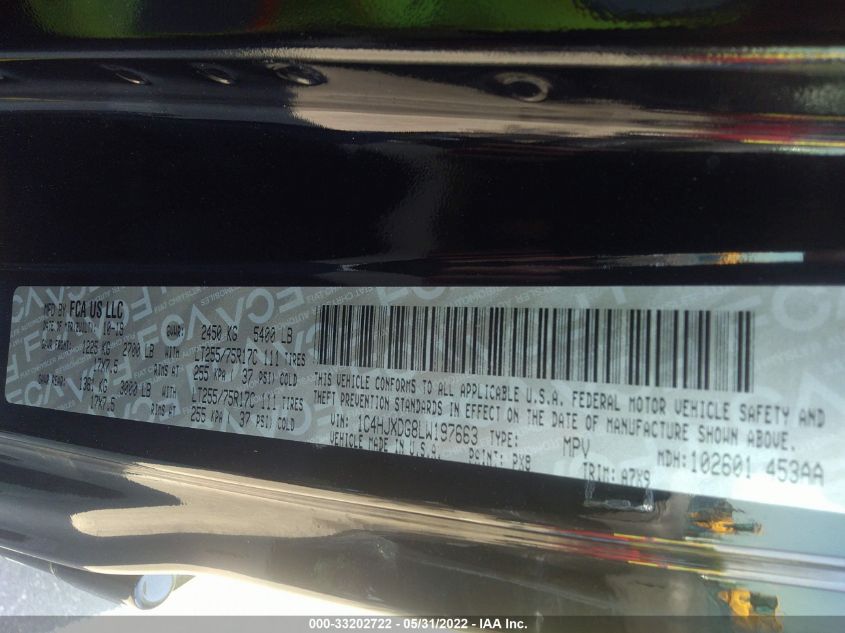 MFD BY FCA US LLC
DATE OF MFR: 10-19 GVWR: 2450 KG 5400 LB
GAWR FRONT: 1225 KG 2700 LB WITH LT255/75R17C 111 TIRES
17X7.5 RIMS AT 255 KPA ( 37 PSI) COLD
GAWR REAR: 1361 KG 3000 LB WITH LT255/75R17C 111 TIRES
17X7.5 RIMS AT 255 KPA ( 37 PSI) COLD
THIS VEHICLE CONFORMS TO ALL APPLICABLE U.S.A. FEDERAL MOTOR VEHICLE SAFETY AND
THEFT PREVENTION STANDARDS IN EFFECT ON THE DATE OF MANUFACTURE SHOWN ABOVE.
VIN: 1C4HJXDG8LW197663 TYPE: MPV MDH: 102601 453AA
VEHICLE MADE IN U.S.A. PAINT: PX8 TRIM: A7X9
000-33202722 - 05/31/2022 - IAA Inc.